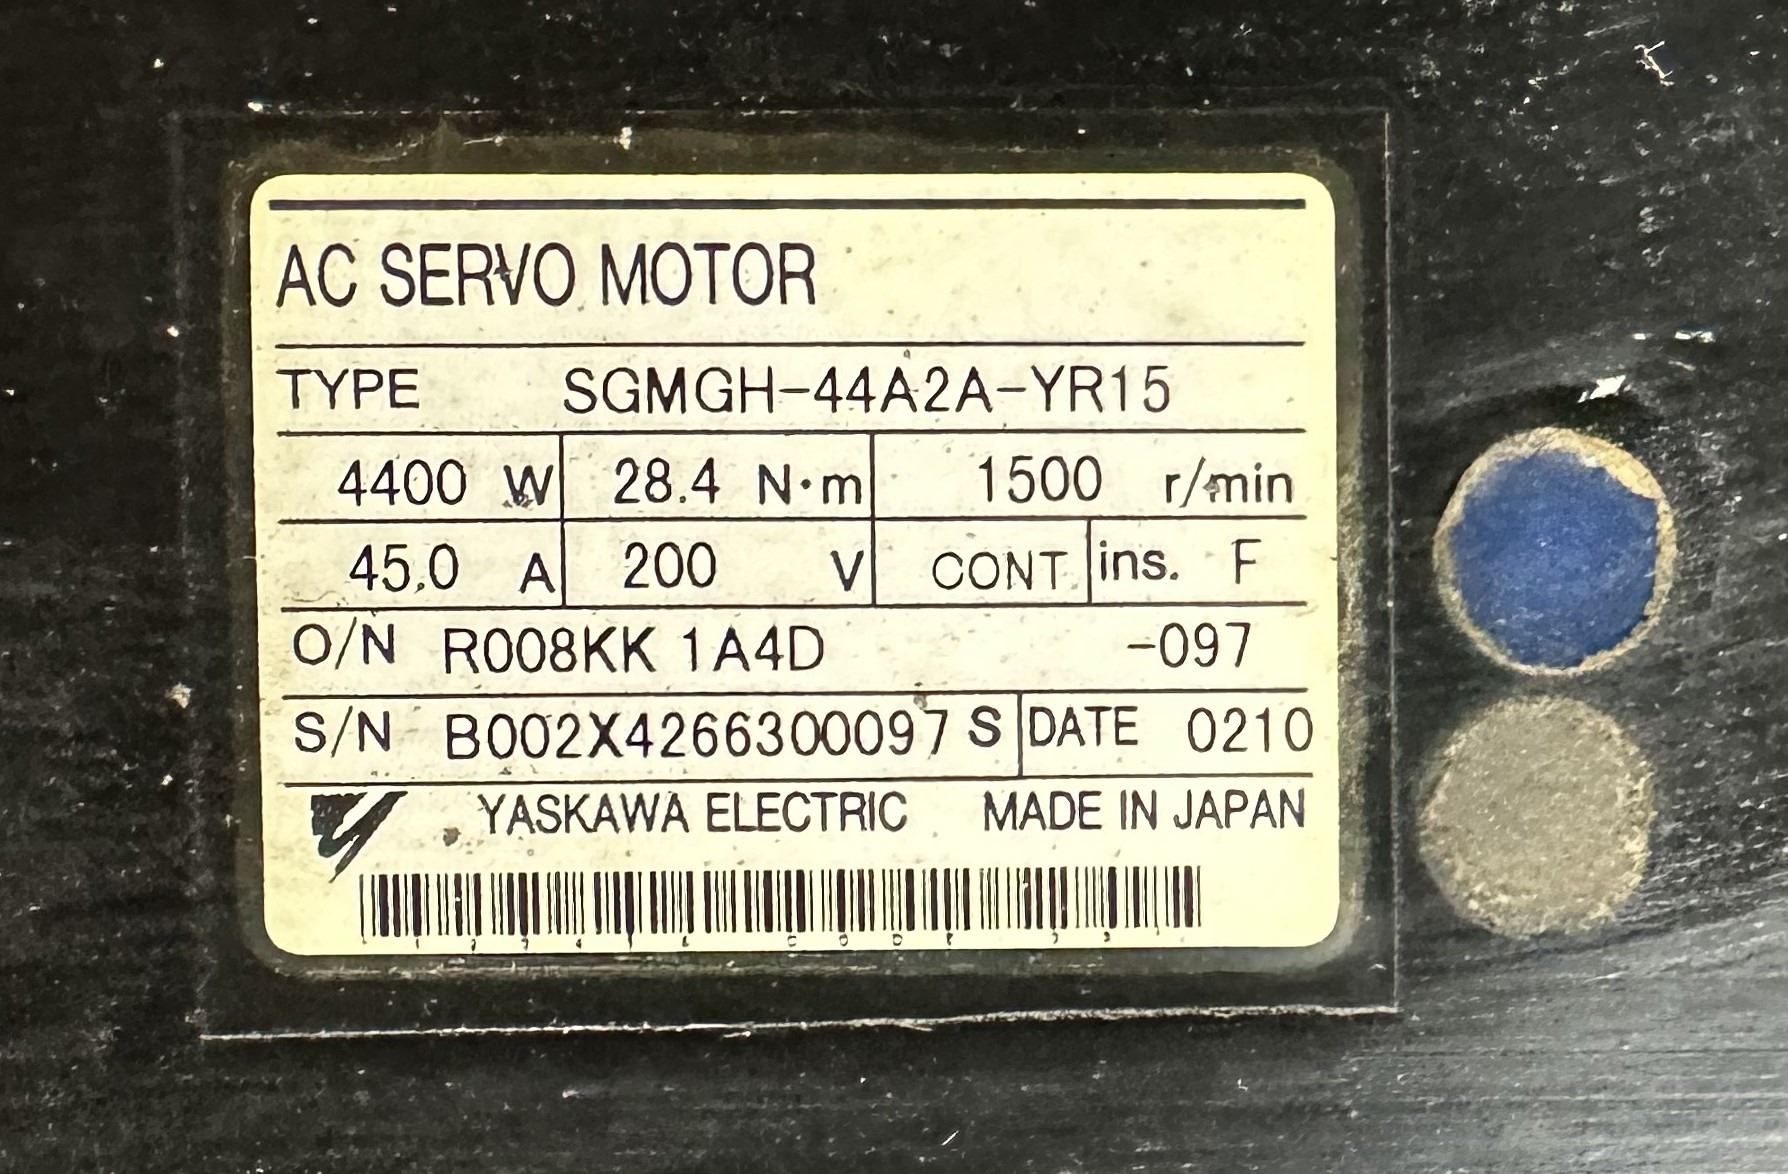 AC SERVO MOTOR
TYPE SGMGH-44A2A-YR15
4400 W 28.4 N·m 1500 r/min
45.0 A 200 V CONT ins. F
O/N R008KK 1A4D -097
S/N B002X4266300097 S DATE 0210
YASKAWA ELECTRIC MADE IN JAPAN